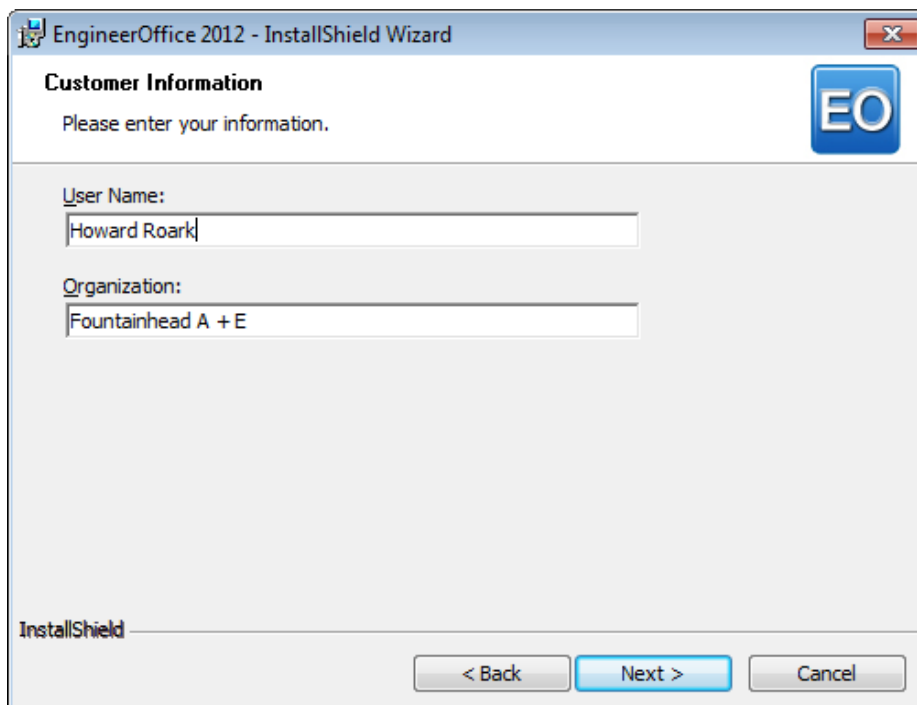 EngineerOffice 2012 - InstallShield Wizard
Customer Information
Please enter your information.
EO
User Name:
Howard Roark
Organization:
Fountainhead A + E
InstallShield
< Back
Next >
Cancel